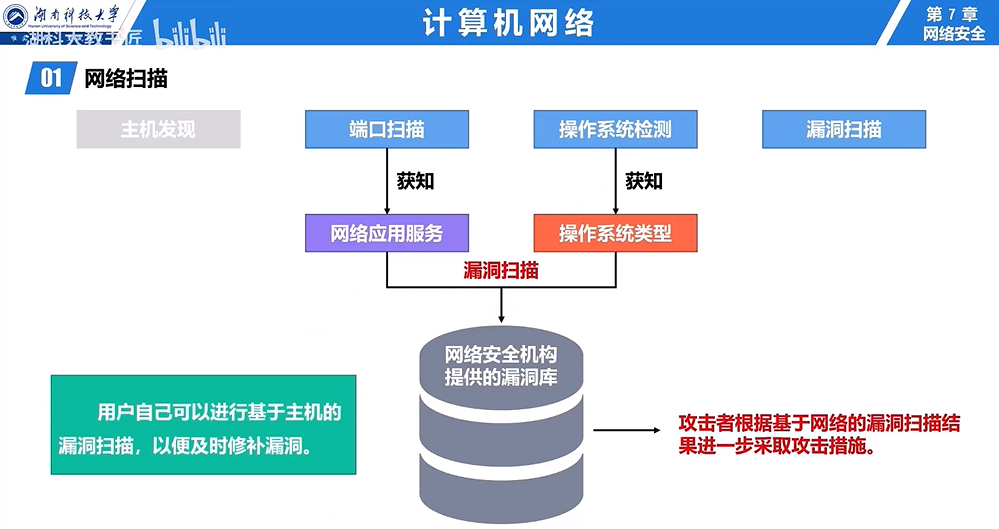 湖南科技大学
Hunan University of Science and Technology
计算机网络
第 7 章
网络安全
湖科大教书匠
bilibili
01 网络扫描
主机发现
端口扫描
操作系统检测
漏洞扫描
获知
获知
网络应用服务
操作系统类型
漏洞扫描
网络安全机构
提供的漏洞库
用户自己可以进行基于主机的
漏洞扫描，以便及时修补漏洞。
攻击者根据基于网络的漏洞扫描结
果进一步采取攻击措施。